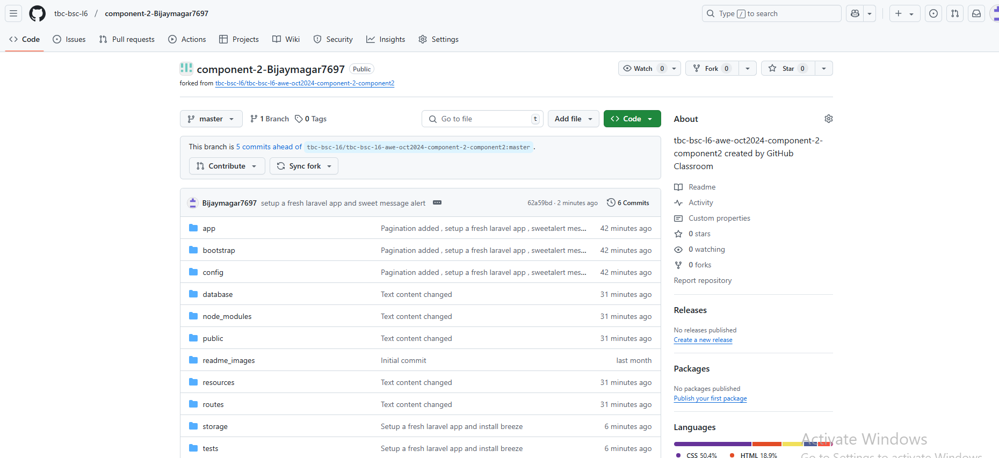 tbc-bsc-l6 / component-2-Bijaymagar7697
Type / to search
Code Issues Pull requests Actions Projects Wiki Security Insights Settings
component-2-Bijaymagar7697 Public
Watch 0 Fork 0 Star 0
forked from tbc-bsc-l6/tbc-bsc-l6-awe-oct2024-component-2-component2
master 1 Branch 0 Tags Go to file t Add file Code
This branch is 5 commits ahead of tbc-bsc-l6/tbc-bsc-l6-awe-oct2024-component-2-component2:master .
Contribute Sync fork
Bijaymagar7697 setup a fresh laravel app and sweet message alert 62a59bd · 2 minutes ago 6 Commits
app Pagination added , setup a fresh laravel app , sweetalert mes... 42 minutes ago
bootstrap Pagination added , setup a fresh laravel app , sweetalert mes... 42 minutes ago
config Pagination added , setup a fresh laravel app , sweetalert mes... 42 minutes ago
database Text content changed 31 minutes ago
node_modules Text content changed 31 minutes ago
public Text content changed 31 minutes ago
readme_images Initial commit last month
resources Text content changed 31 minutes ago
routes Text content changed 31 minutes ago
storage Setup a fresh laravel app and install breeze 6 minutes ago
tests Setup a fresh laravel app and install breeze 6 minutes ago
About
tbc-bsc-l6-awe-oct2024-component-2-
component2 created by GitHub
Classroom
Readme
Activity
Custom properties
0 stars
0 watching
0 forks
Report repository
Releases
No releases published
Create a new release
Packages
No packages published
Publish your first package
Languages
CSS 50.4% HTML 18.9%
Activate Windows
Go to Settings to activate Windows.